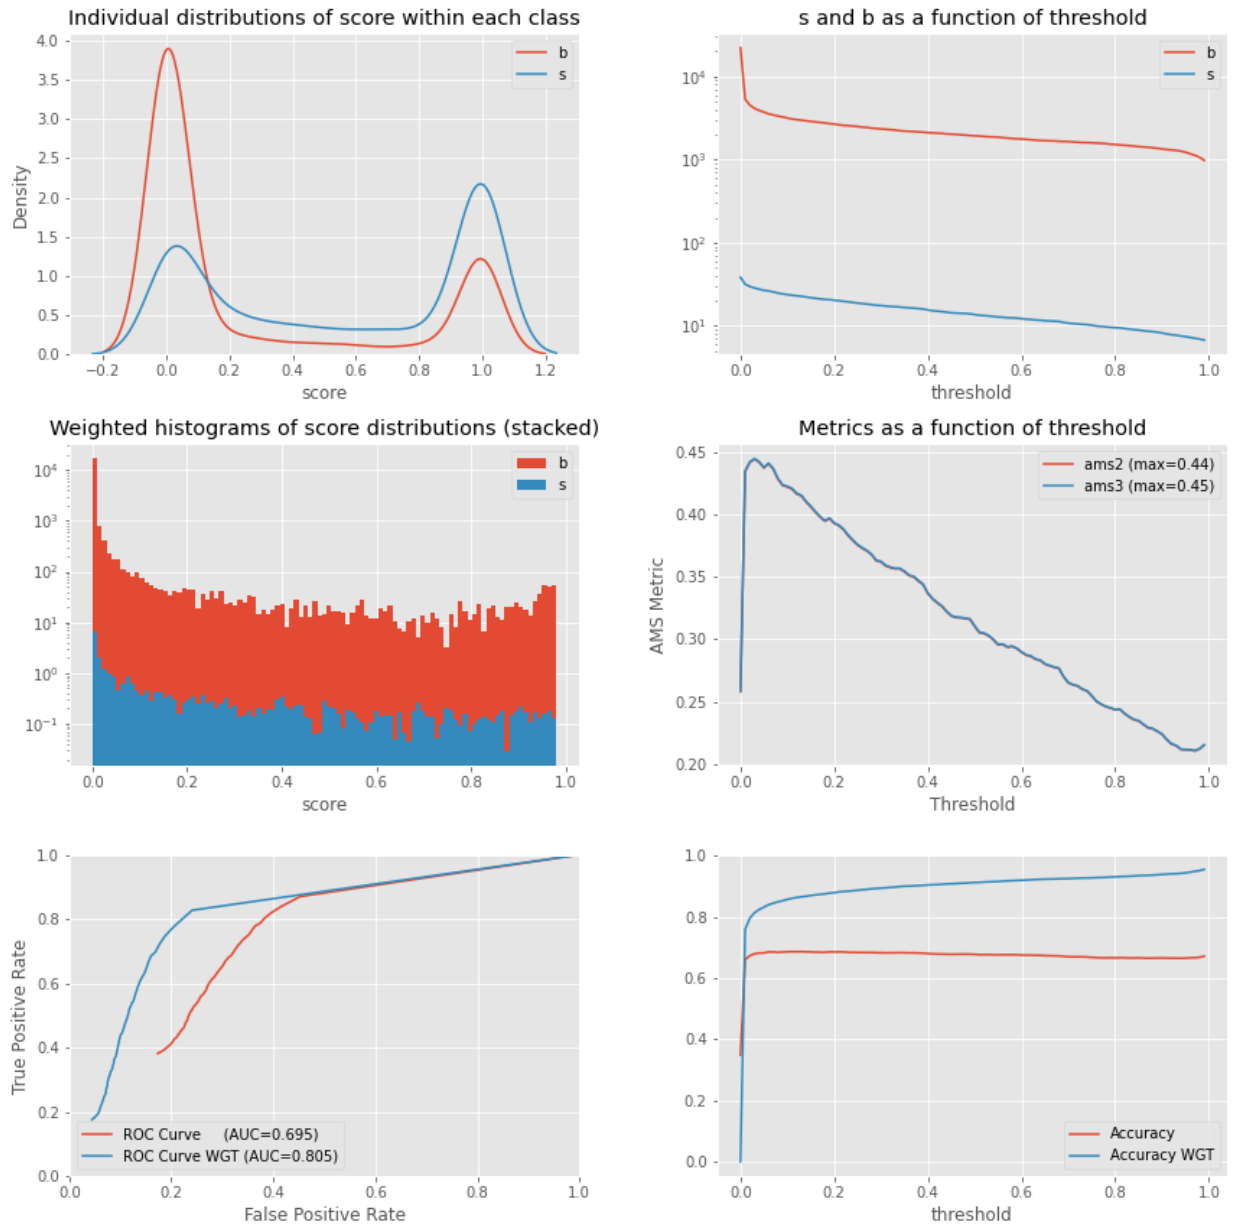 Individual distributions of score within each class
4.0
3.5
3.0
2.5
2.0
1.5
1.0
0.5
0.0
Density
b
s
−0.2 0.0 0.2 0.4 0.6 0.8 1.0 1.2
score
s and b as a function of threshold
10⁴
10³
10²
10¹
b
s
0.0 0.2 0.4 0.6 0.8 1.0
threshold
Weighted histograms of score distributions (stacked)
10⁴
10³
10²
10¹
10⁰
10⁻¹
b
s
0.0 0.2 0.4 0.6 0.8 1.0
score
Metrics as a function of threshold
0.45
0.40
0.35
0.30
0.25
0.20
AMS Metric
ams2 (max=0.44)
ams3 (max=0.45)
0.0 0.2 0.4 0.6 0.8 1.0
Threshold
1.0
0.8
0.6
0.4
0.2
0.0
True Positive Rate
ROC Curve (AUC=0.695)
ROC Curve WGT (AUC=0.805)
0.0 0.2 0.4 0.6 0.8 1.0
False Positive Rate
1.0
0.8
0.6
0.4
0.2
0.0
Accuracy
Accuracy WGT
0.0 0.2 0.4 0.6 0.8 1.0
threshold